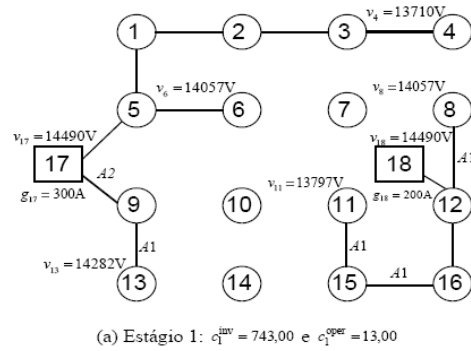 v₄ = 13710V
1 2 3 4
v₆ = 14057V v₈ = 14057V
5 6 7 8
v₁₇ = 14490V v₁₈ = 14490V
17 A2 18 A1
g₁₇ = 300A v₁₁ = 13797V g₁₈ = 200A
9 10 11 12
A1 A1
v₁₃ = 14282V A1
13 14 15 16
(a) Estágio 1: c₁ⁱⁿᵛ = 743,00 e c₁ᵒᵖᵉʳ = 13,00